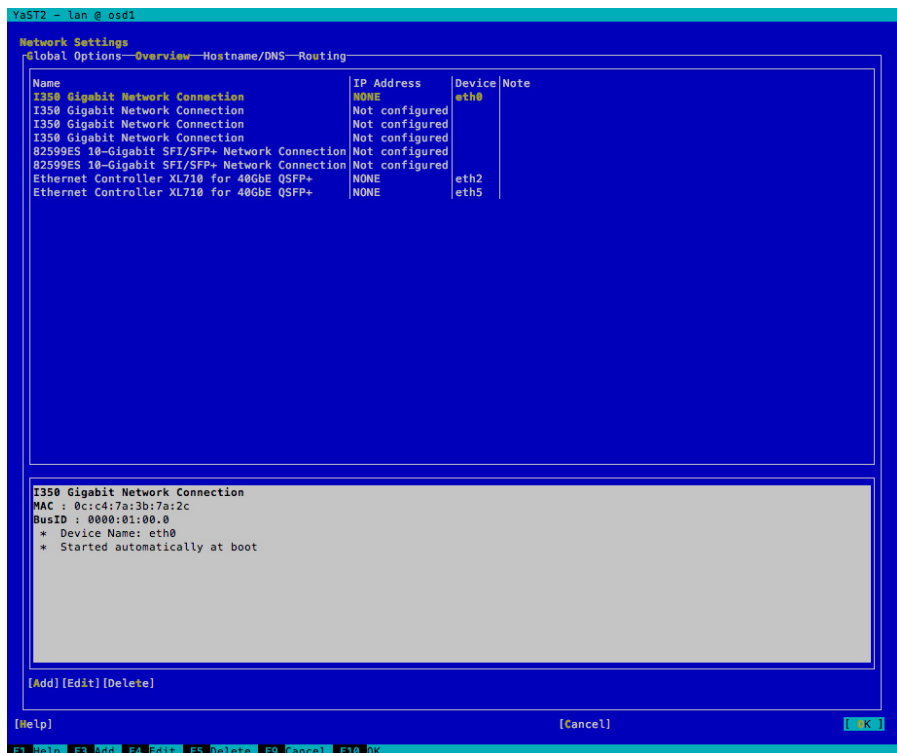 YaST2 - lan @ osd1
Network Settings
Global Options Overview Hostname/DNS Routing
Name IP Address Device Note
I350 Gigabit Network Connection NONE eth0
I350 Gigabit Network Connection Not configured
I350 Gigabit Network Connection Not configured
I350 Gigabit Network Connection Not configured
82599ES 10-Gigabit SFI/SFP+ Network Connection Not configured
82599ES 10-Gigabit SFI/SFP+ Network Connection Not configured
Ethernet Controller XL710 for 40GbE QSFP+ NONE eth2
Ethernet Controller XL710 for 40GbE QSFP+ NONE eth5
I350 Gigabit Network Connection
MAC : 0c:c4:7a:3b:7a:2c
BusID : 0000:01:00.0
* Device Name: eth0
* Started automatically at boot
[Add][Edit][Delete]
[Help] [Cancel] [ OK ]
F1 Help F3 Add F4 Edit F5 Delete F9 Cancel F10 OK